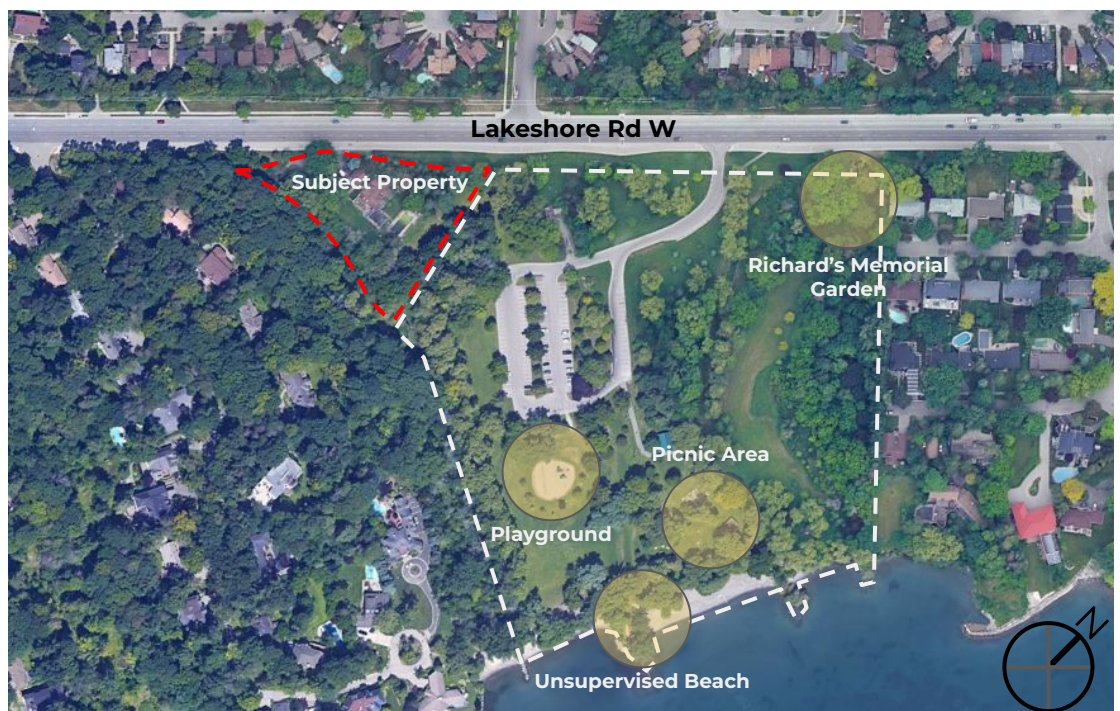 Lakeshore Rd W
Subject Property
Richard's Memorial
Garden
Picnic Area
Playground
Unsupervised Beach
N